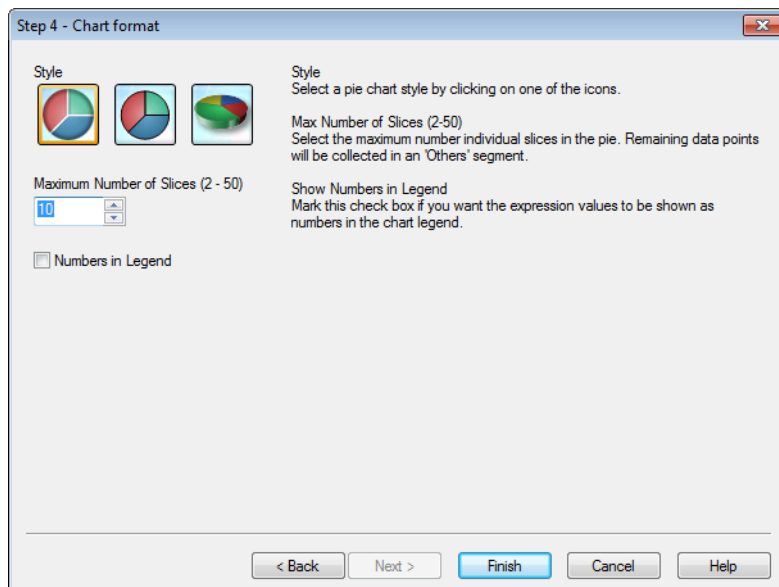 Step 4 - Chart format
Style
Maximum Number of Slices (2 - 50)
10
Numbers in Legend
Style
Select a pie chart style by clicking on one of the icons.
Max Number of Slices (2-50)
Select the maximum number individual slices in the pie. Remaining data points
will be collected in an 'Others' segment.
Show Numbers in Legend
Mark this check box if you want the expression values to be shown as
numbers in the chart legend.
< Back
Next >
Finish
Cancel
Help